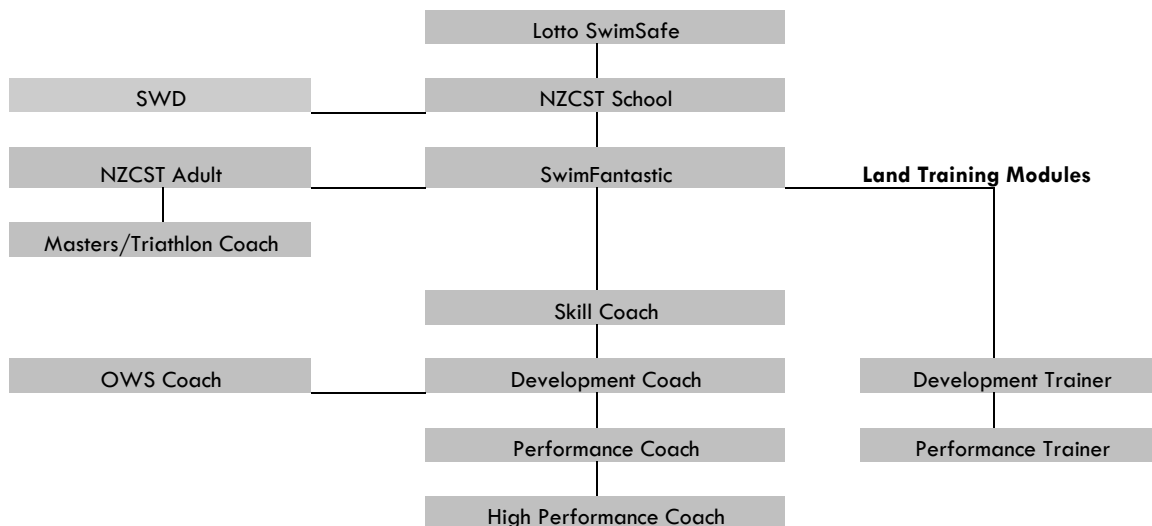 Lotto SwimSafe
SWD
NZCST School
NZCST Adult
SwimFantastic
Land Training Modules
Masters/Triathlon Coach
Skill Coach
OWS Coach
Development Coach
Development Trainer
Performance Coach
Performance Trainer
High Performance Coach